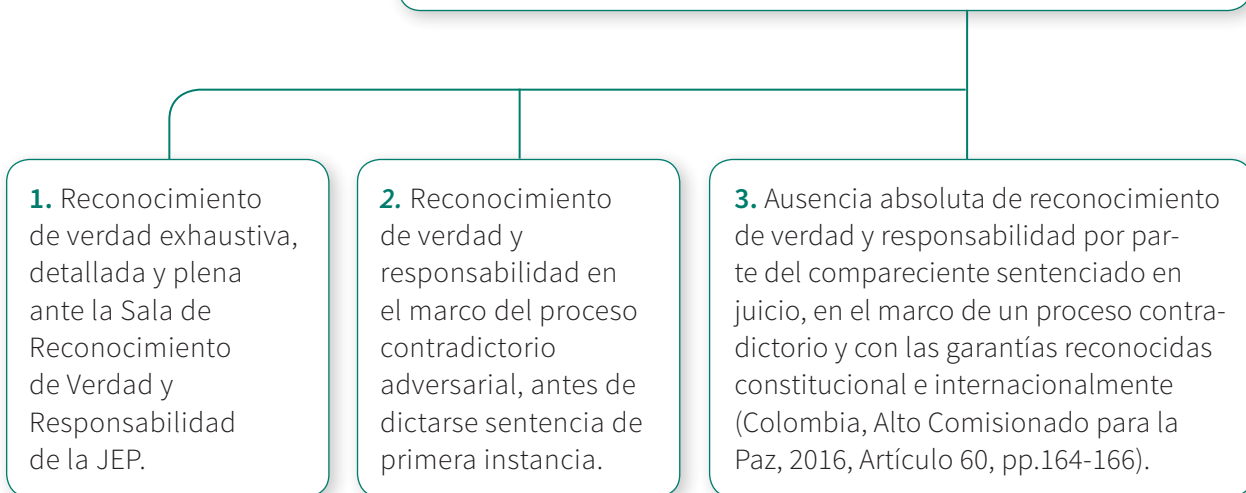 1. Reconocimiento
de verdad exhaustiva,
detallada y plena
ante la Sala de
Reconocimiento
de Verdad y
Responsabilidad
de la JEP.
2. Reconocimiento
de verdad y
responsabilidad en
el marco del proceso
contradictorio
adversarial, antes de
dictarse sentencia de
primera instancia.
3. Ausencia absoluta de reconocimiento
de verdad y responsabilidad por par-
te del compareciente sentenciado en
juicio, en el marco de un proceso contra-
dictorio y con las garantías reconocidas
constitucional e internacionalmente
(Colombia, Alto Comisionado para la
Paz, 2016, Artículo 60, pp.164-166).